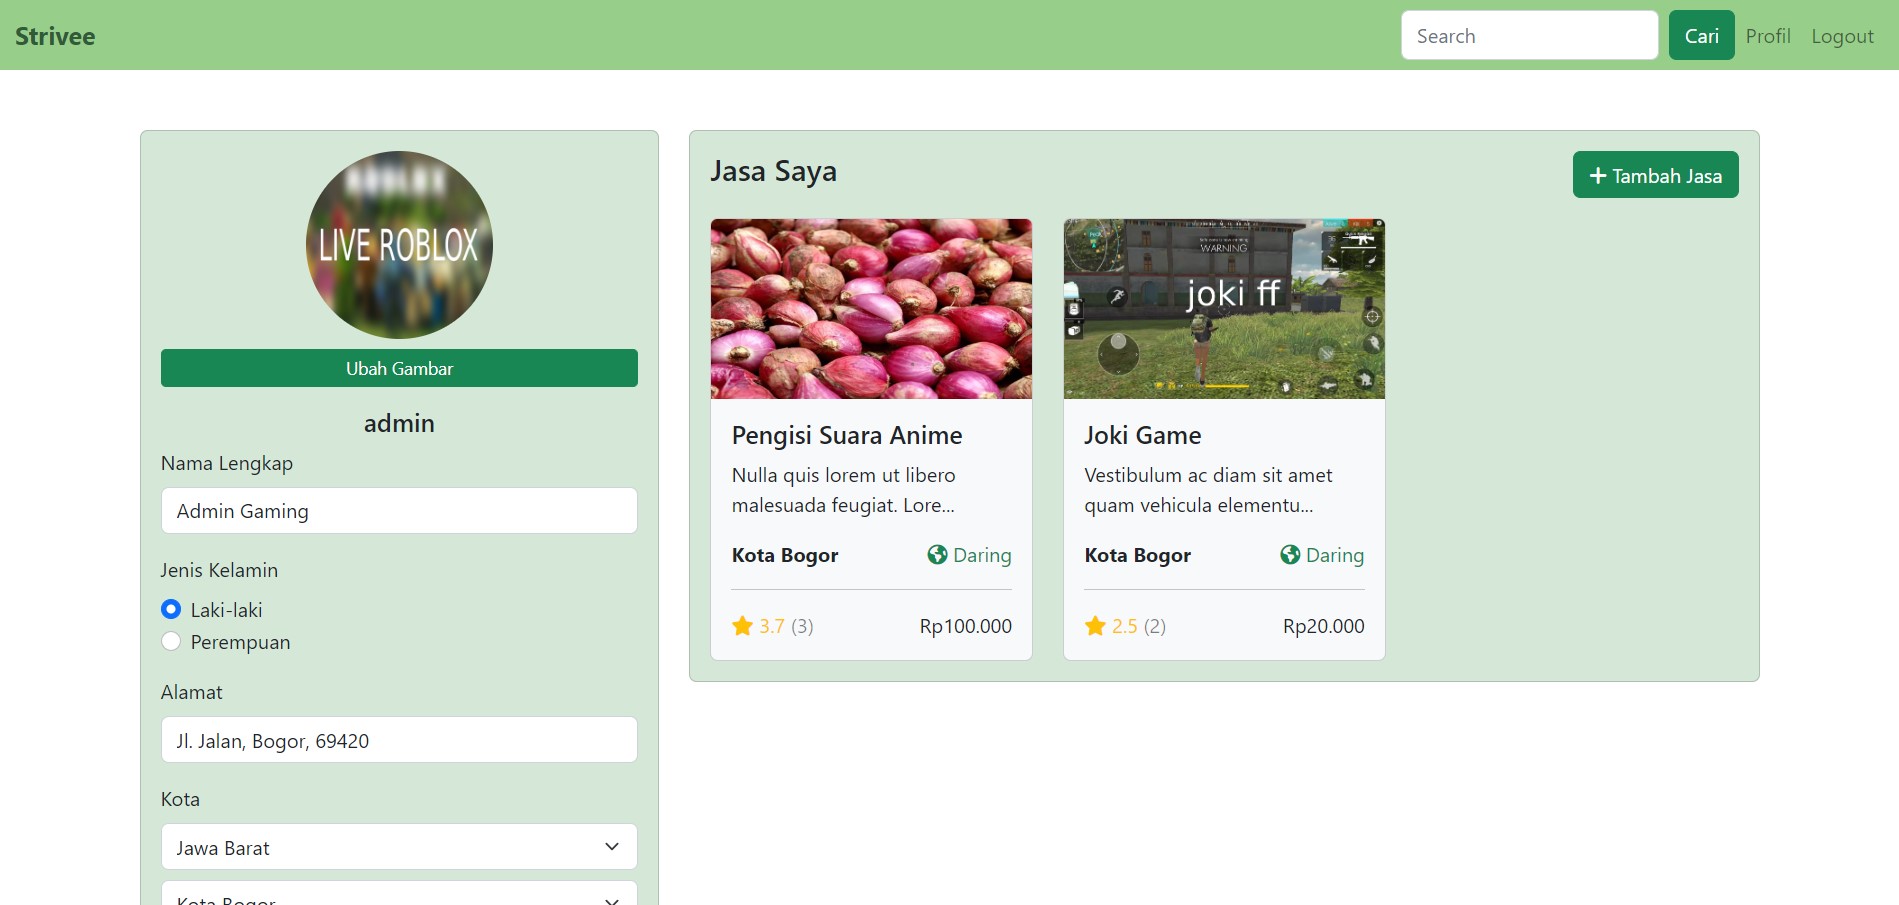 Strivee
Search
Cari
Profil
Logout
LIVE ROBLOX
Ubah Gambar
admin
Nama Lengkap
Admin Gaming
Jenis Kelamin
Laki-laki
Perempuan
Alamat
Jl. Jalan, Bogor, 69420
Kota
Jawa Barat
Kota Bogor
Jasa Saya
Tambah Jasa
Pengisi Suara Anime
Nulla quis lorem ut libero
malesuada feugiat. Lore...
Kota Bogor
Daring
3.7 (3)
Rp100.000
WARNING
joki ff
Joki Game
Vestibulum ac diam sit amet
quam vehicula elementu...
Kota Bogor
Daring
2.5 (2)
Rp20.000